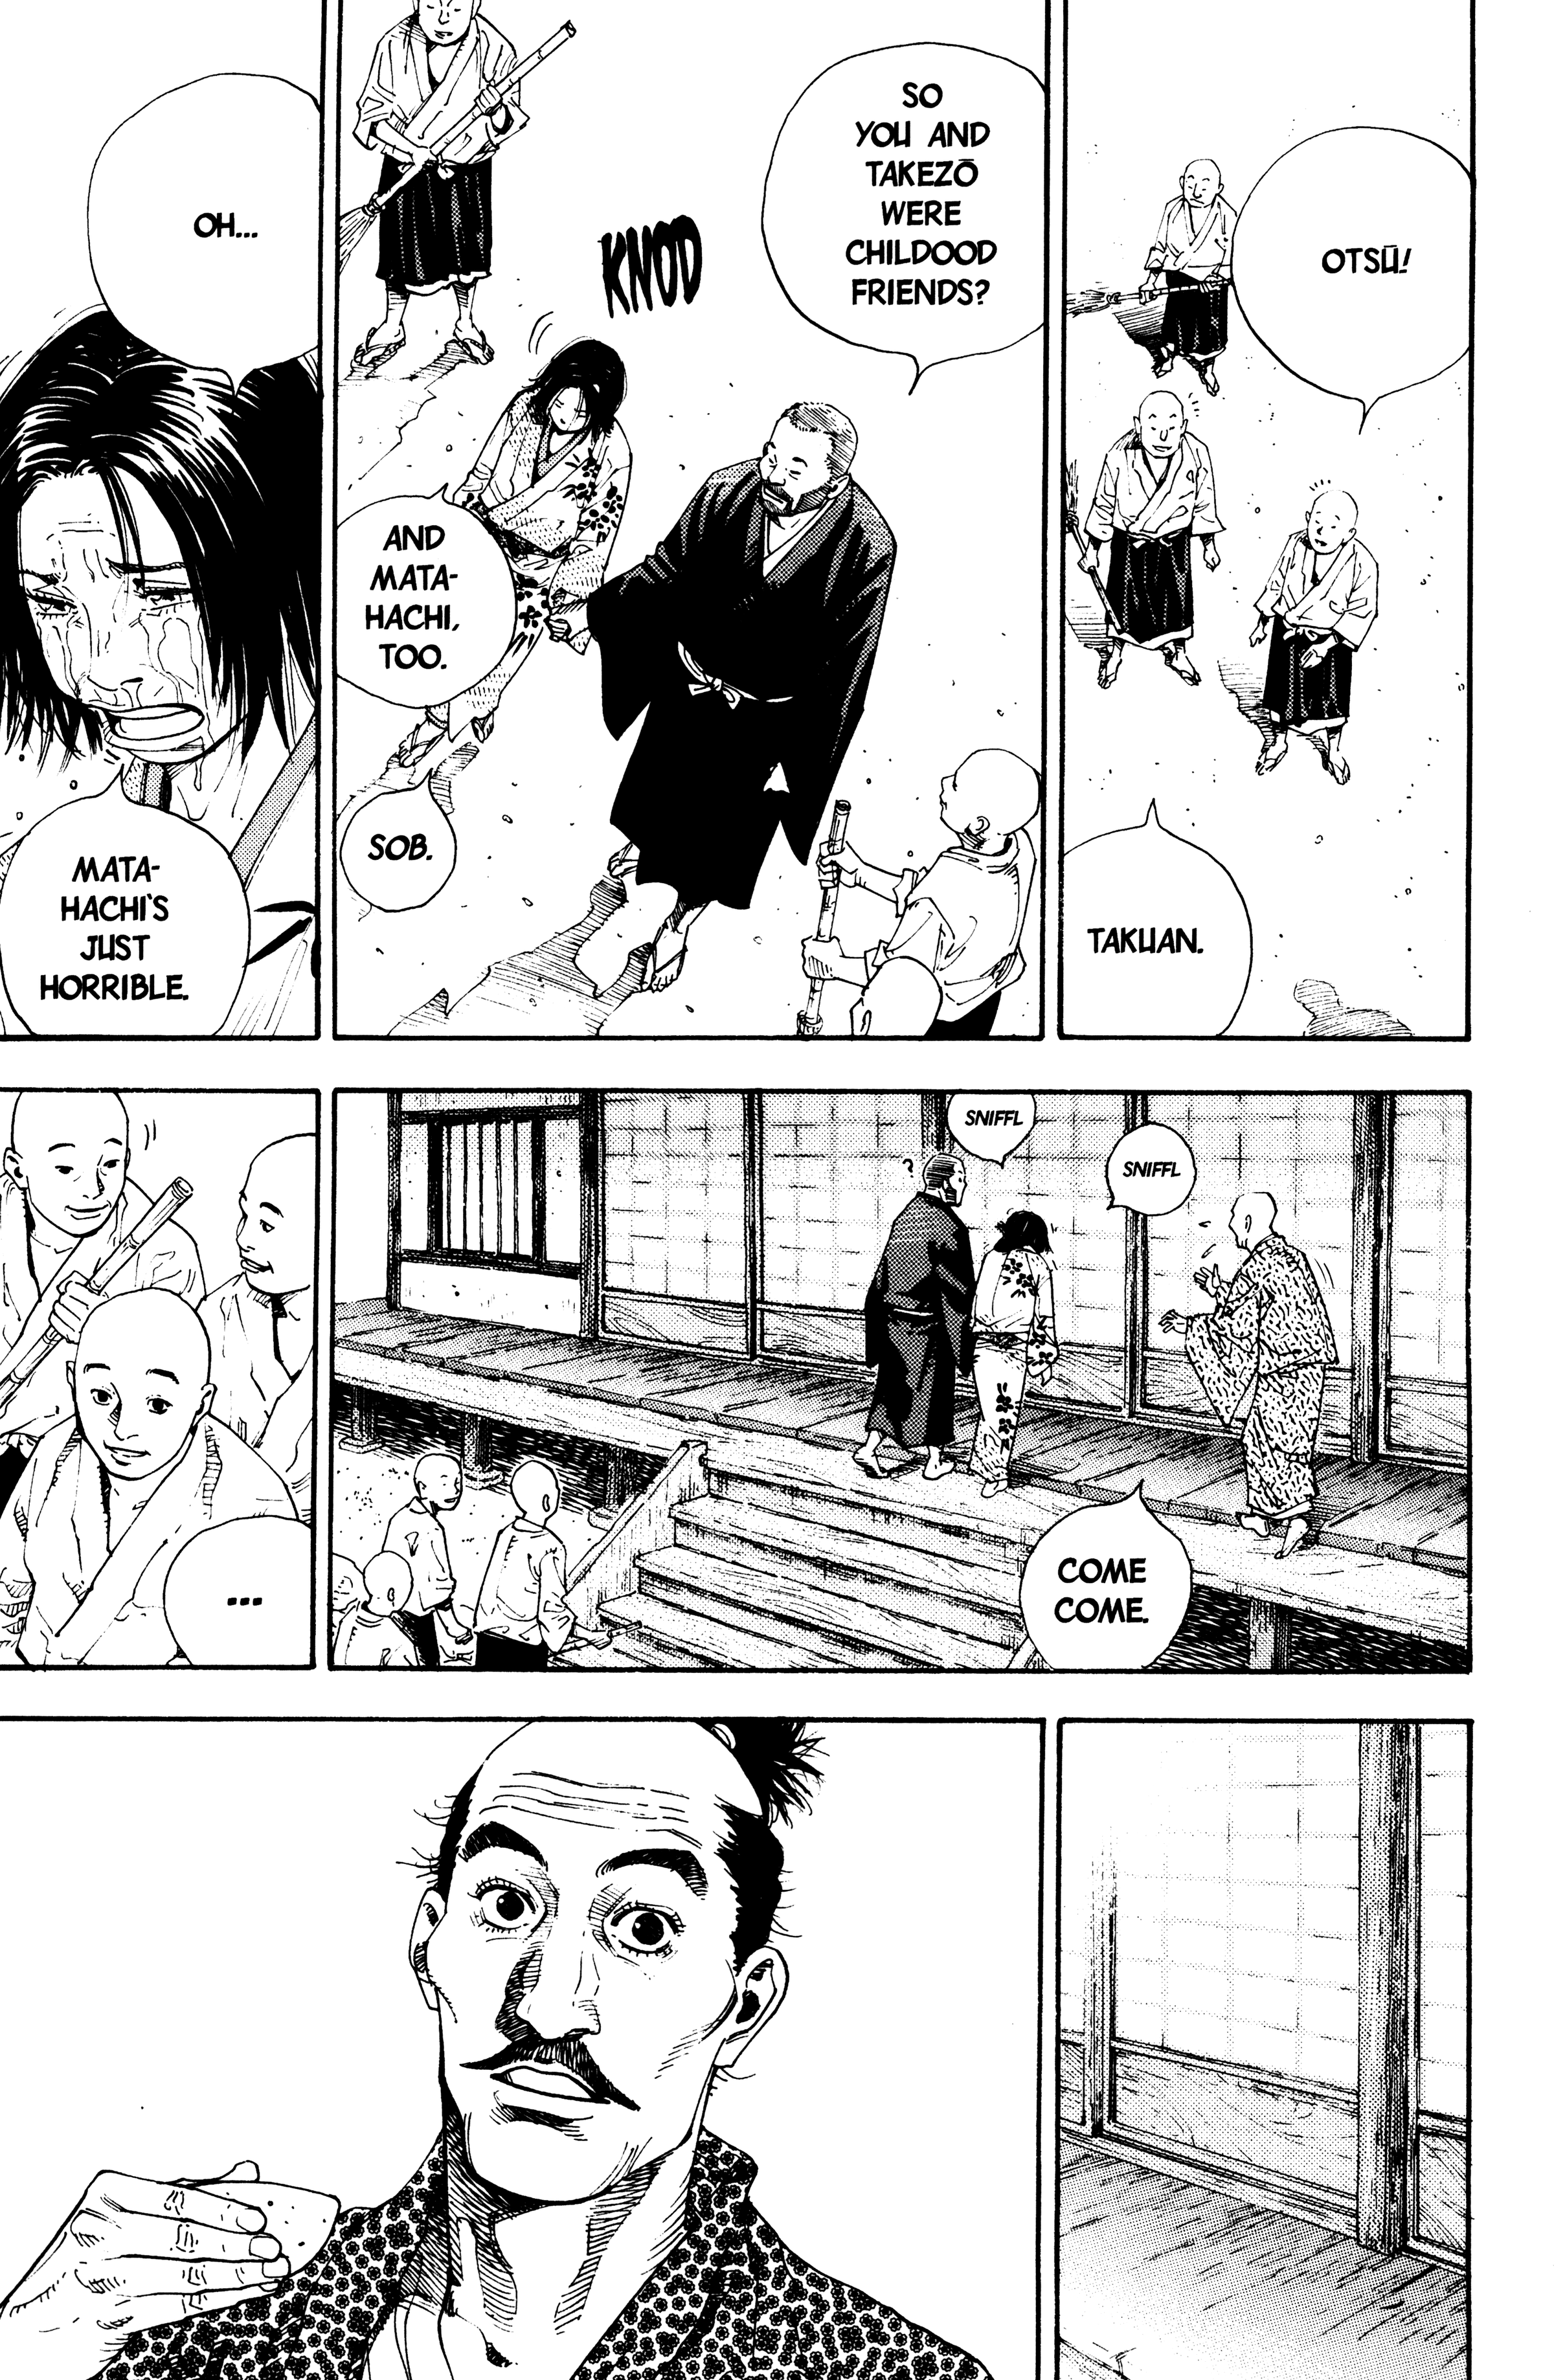 OTSŪ!
TAKUAN.
SO
YOU AND
TAKEZŌ
WERE
CHILDOOD
FRIENDS?
KNOD
AND
MATA-
HACHI,
TOO.
SOB.
OH...
MATA-
HACHI'S
JUST
HORRIBLE.
SNIFFL
SNIFFL
?
COME
COME.
...